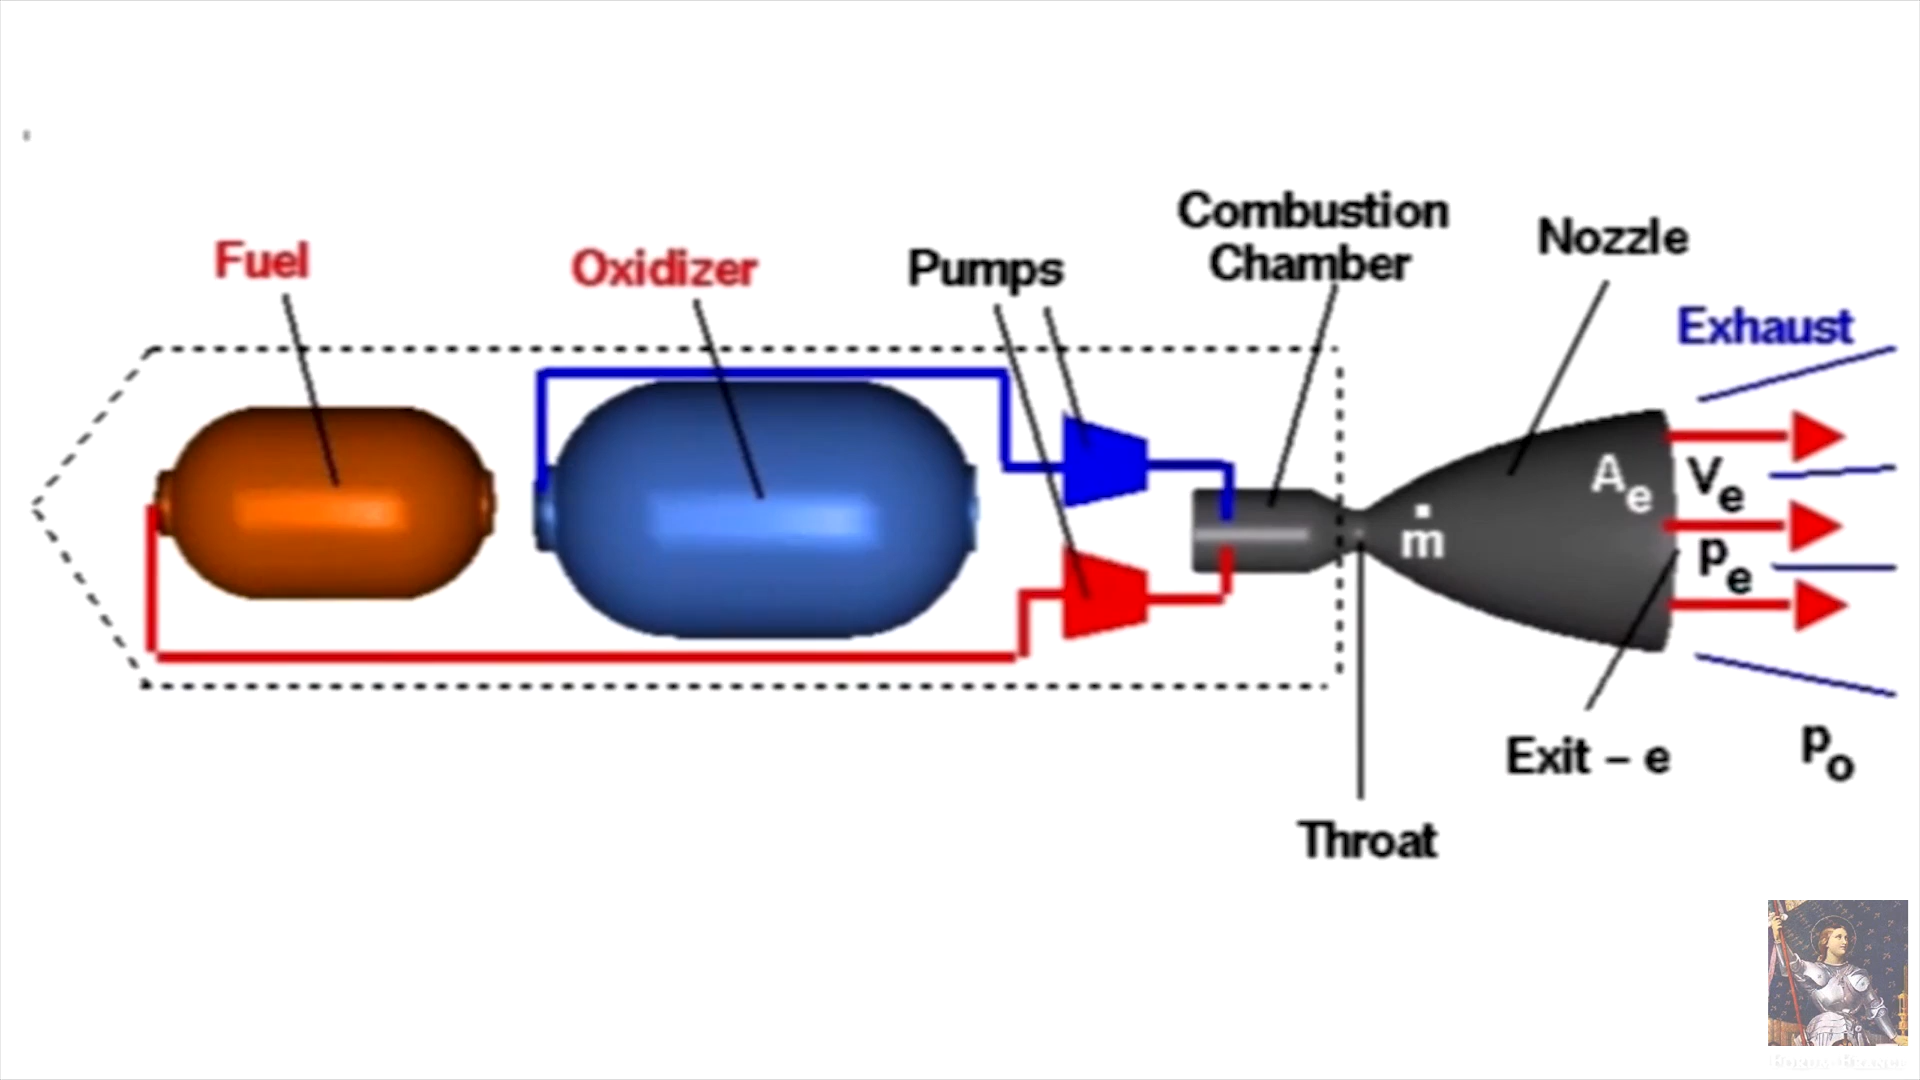 Fuel
Oxidizer
Pumps
Combustion
Chamber
Nozzle
Exhaust
Ae
Ve
ṁ
pe
Exit – e
po
Throat